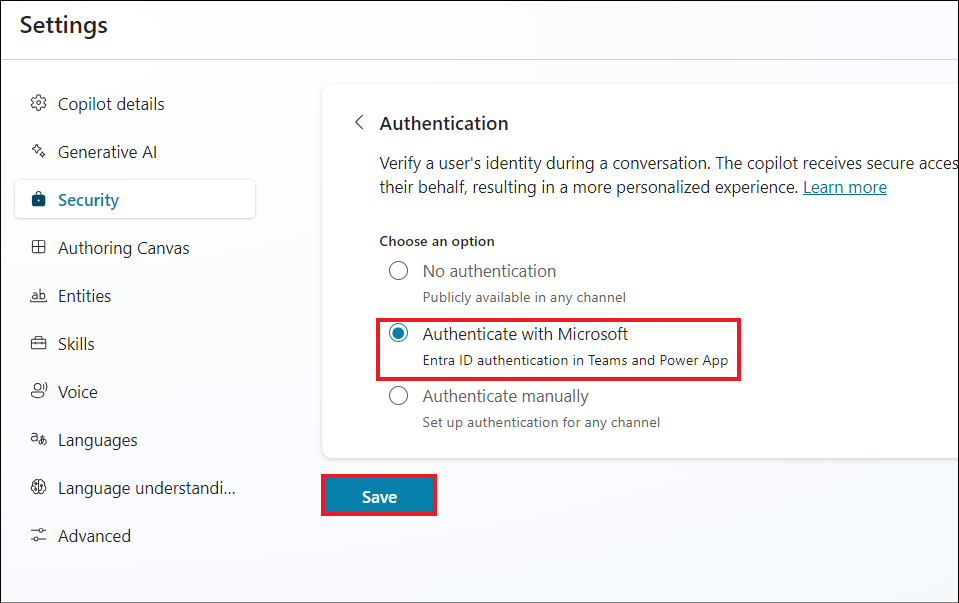 Settings
Copilot details
Generative AI
Security
Authoring Canvas
Entities
Skills
Voice
Languages
Language understandi...
Advanced
Authentication
Verify a user's identity during a conversation. The copilot receives secure acces
their behalf, resulting in a more personalized experience. Learn more
Choose an option
No authentication
Publicly available in any channel
Authenticate with Microsoft
Entra ID authentication in Teams and Power App
Authenticate manually
Set up authentication for any channel
Save